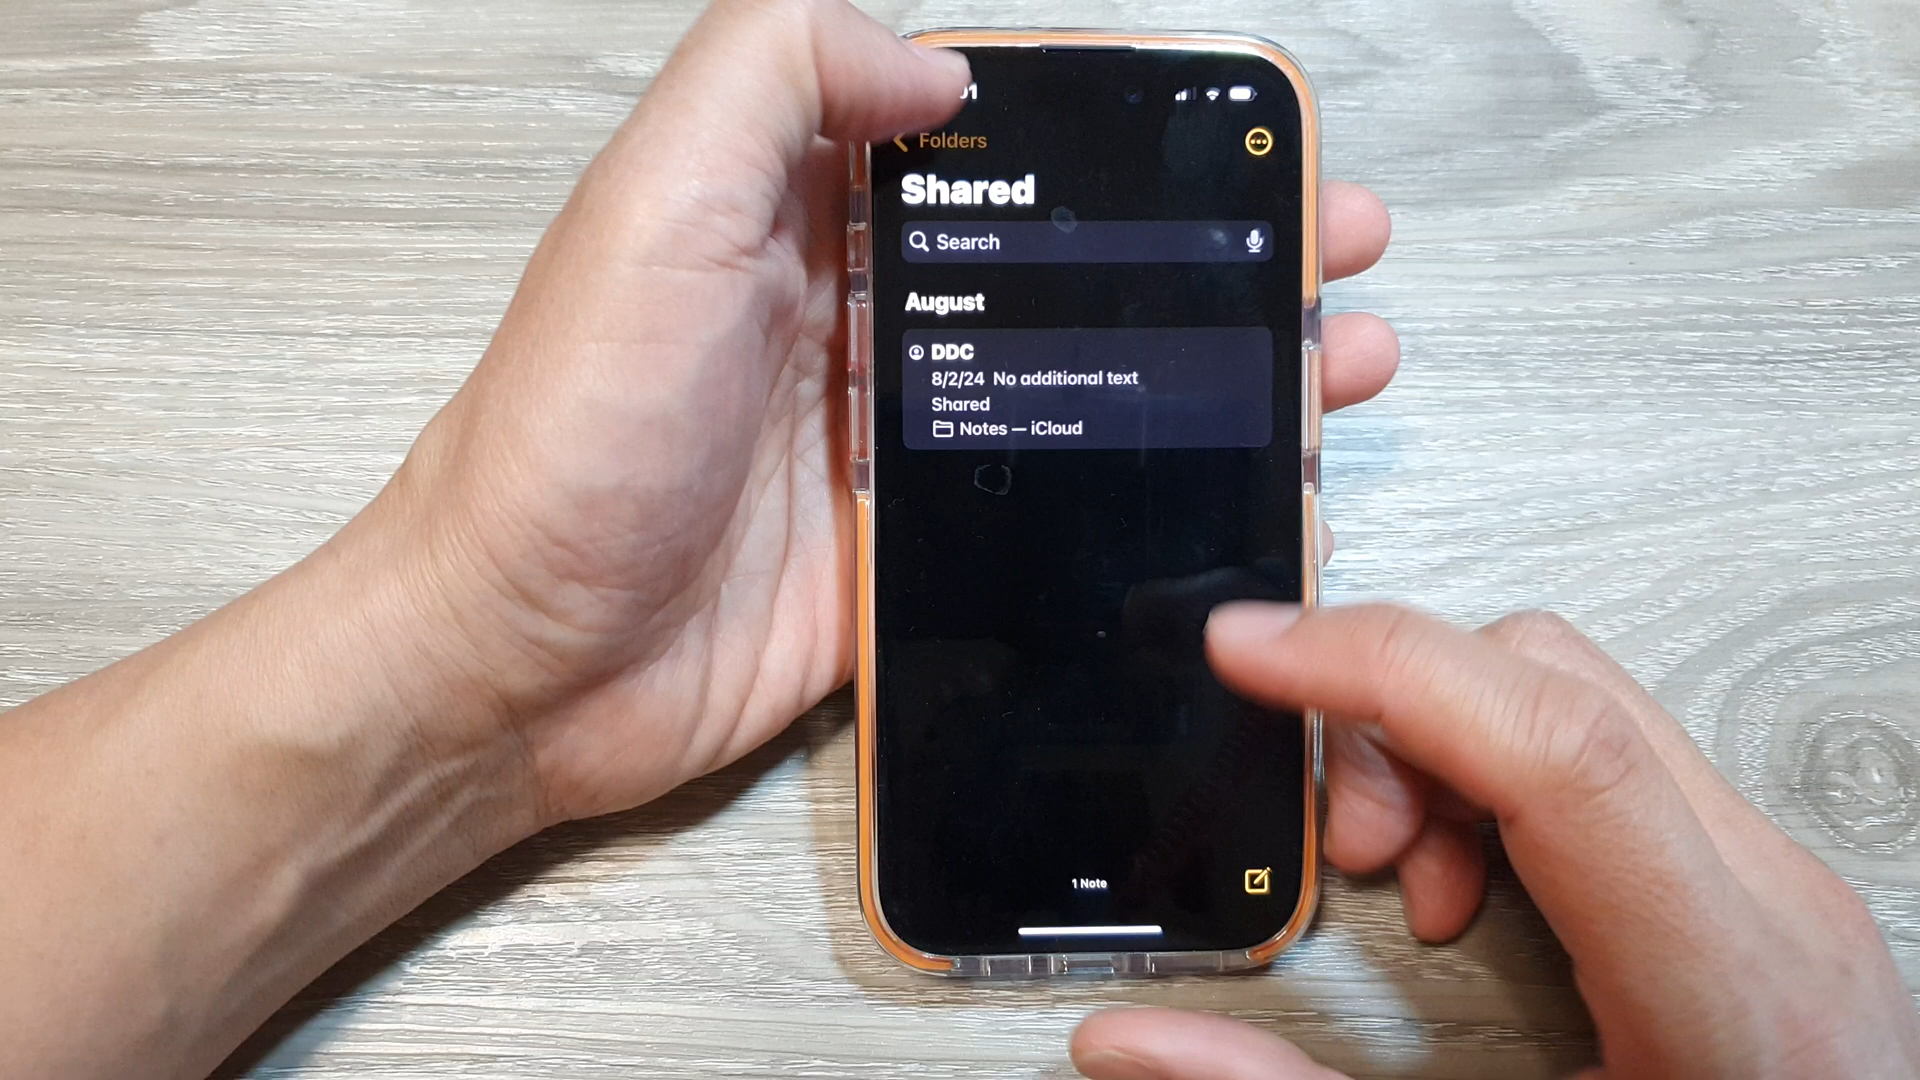 Folders
Shared
Search
August
DDC
8/2/24 No additional text
Shared
Notes — iCloud
1 Note